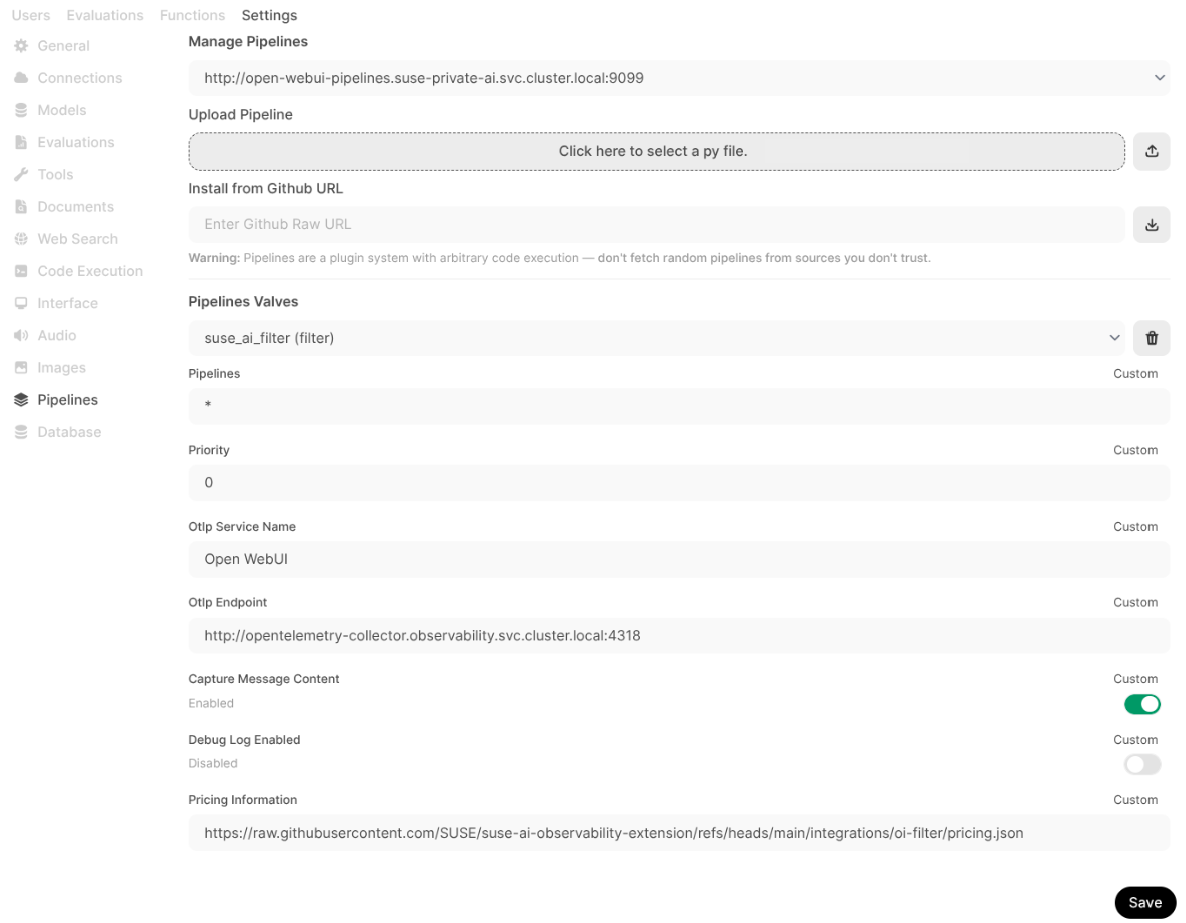 Users Evaluations Functions Settings
General
Connections
Models
Evaluations
Tools
Documents
Web Search
Code Execution
Interface
Audio
Images
Pipelines
Database
Manage Pipelines
http://open-webui-pipelines.suse-private-ai.svc.cluster.local:9099
Upload Pipeline
Click here to select a py file.
Install from Github URL
Enter Github Raw URL
Warning: Pipelines are a plugin system with arbitrary code execution — don't fetch random pipelines from sources you don't trust.
Pipelines Valves
suse_ai_filter (filter)
Pipelines Custom
*
Priority Custom
0
Otlp Service Name Custom
Open WebUI
Otlp Endpoint Custom
http://opentelemetry-collector.observability.svc.cluster.local:4318
Capture Message Content Custom
Enabled
Debug Log Enabled Custom
Disabled
Pricing Information Custom
https://raw.githubusercontent.com/SUSE/suse-ai-observability-extension/refs/heads/main/integrations/oi-filter/pricing.json
Save